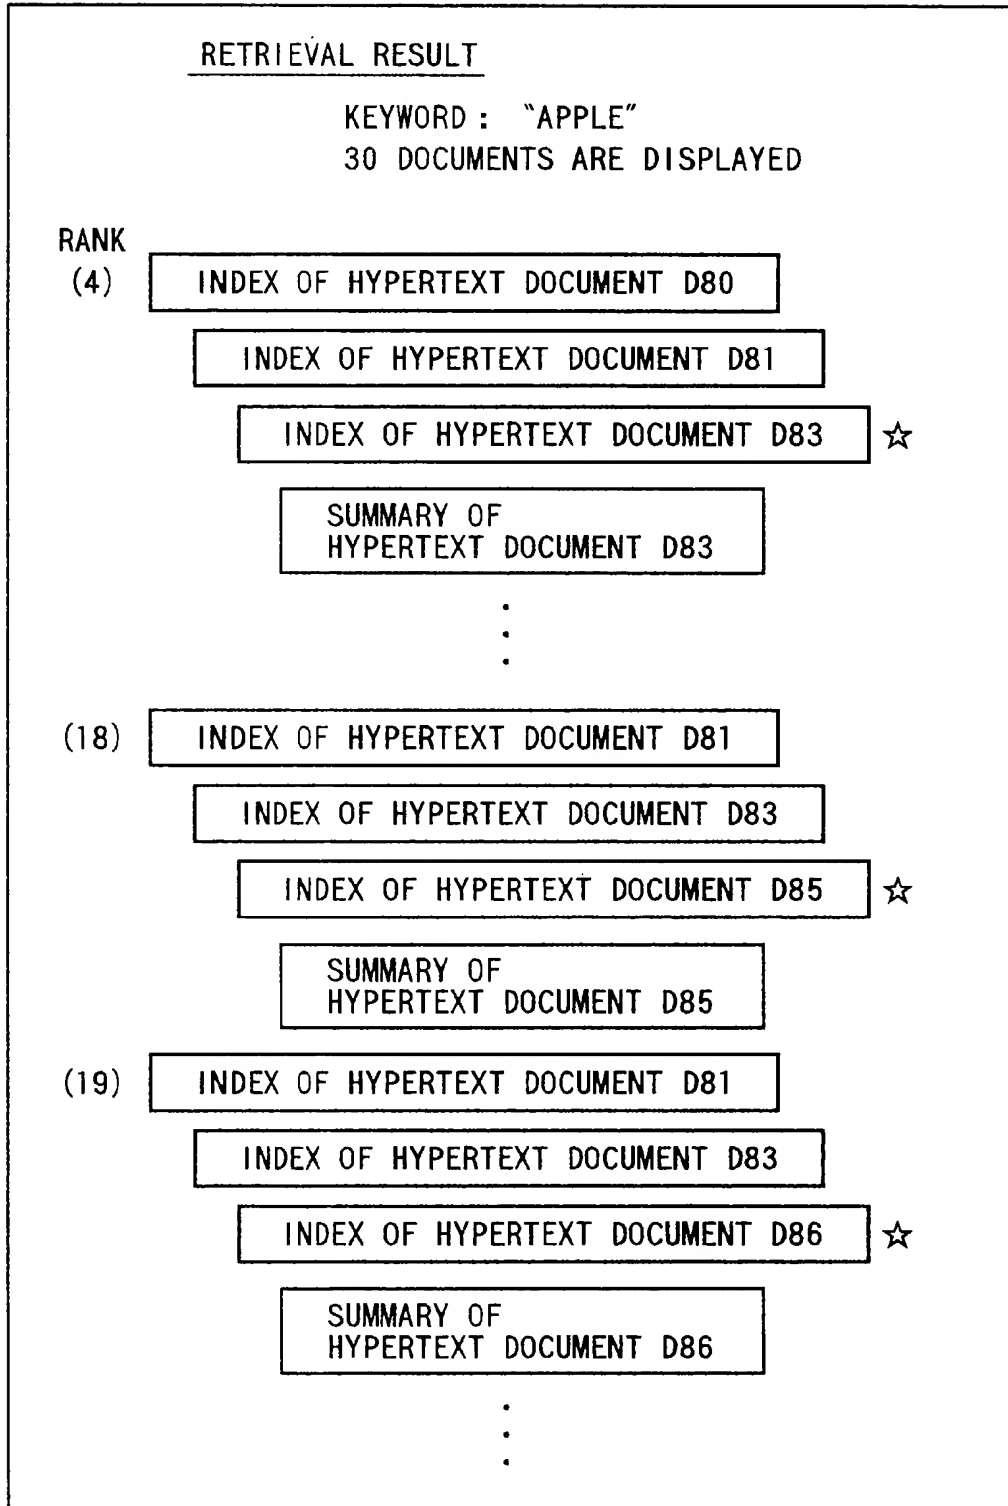 RETRIEVAL RESULT
KEYWORD : "APPLE"
30 DOCUMENTS ARE DISPLAYED
RANK
(4) INDEX OF HYPERTEXT DOCUMENT D80
INDEX OF HYPERTEXT DOCUMENT D81
INDEX OF HYPERTEXT DOCUMENT D83 ☆
SUMMARY OF
HYPERTEXT DOCUMENT D83
(18) INDEX OF HYPERTEXT DOCUMENT D81
INDEX OF HYPERTEXT DOCUMENT D83
INDEX OF HYPERTEXT DOCUMENT D85 ☆
SUMMARY OF
HYPERTEXT DOCUMENT D85
(19) INDEX OF HYPERTEXT DOCUMENT D81
INDEX OF HYPERTEXT DOCUMENT D83
INDEX OF HYPERTEXT DOCUMENT D86 ☆
SUMMARY OF
HYPERTEXT DOCUMENT D86